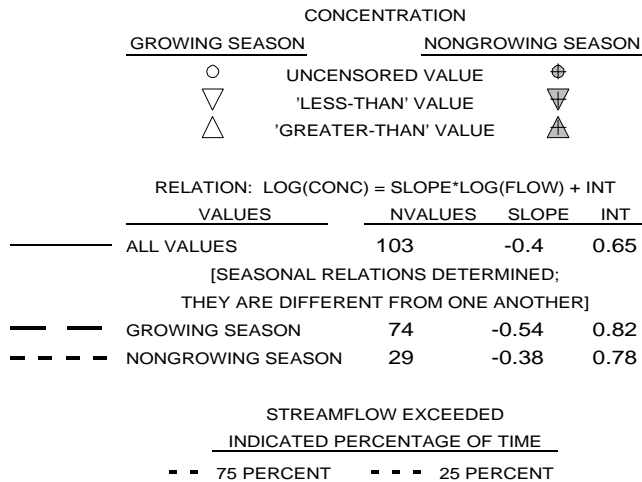 CONCENTRATION
GROWING SEASON NONGROWING SEASON
UNCENSORED VALUE
'LESS-THAN' VALUE
'GREATER-THAN' VALUE
RELATION: LOG(CONC) = SLOPE*LOG(FLOW) + INT
VALUES NVALUES SLOPE INT
ALL VALUES 103 -0.4 0.65
[SEASONAL RELATIONS DETERMINED;
THEY ARE DIFFERENT FROM ONE ANOTHER]
GROWING SEASON 74 -0.54 0.82
NONGROWING SEASON 29 -0.38 0.78
STREAMFLOW EXCEEDED
INDICATED PERCENTAGE OF TIME
75 PERCENT 25 PERCENT